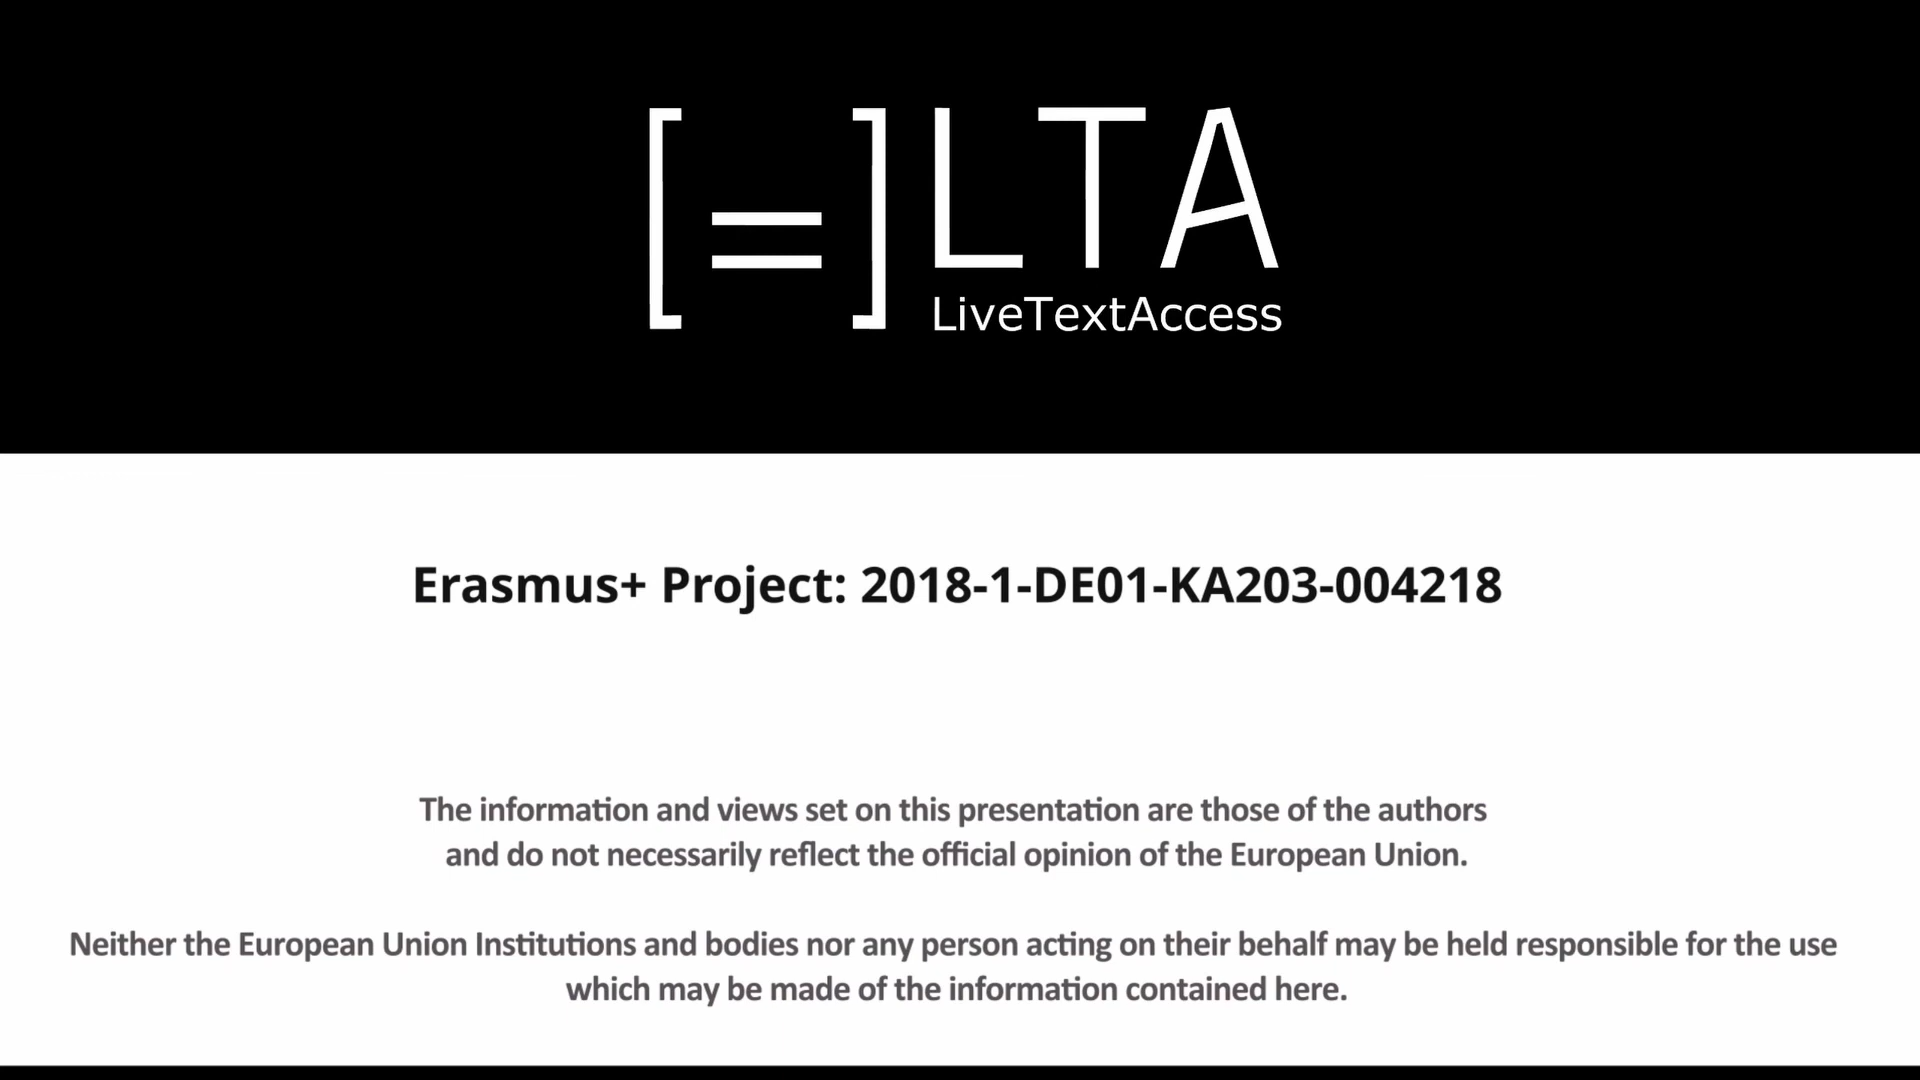 [=] LTA
LiveTextAccess
Erasmus+ Project: 2018-1-DE01-KA203-004218
The information and views set on this presentation are those of the authors
and do not necessarily reflect the official opinion of the European Union.
Neither the European Union Institutions and bodies nor any person acting on their behalf may be held responsible for the use
which may be made of the information contained here.